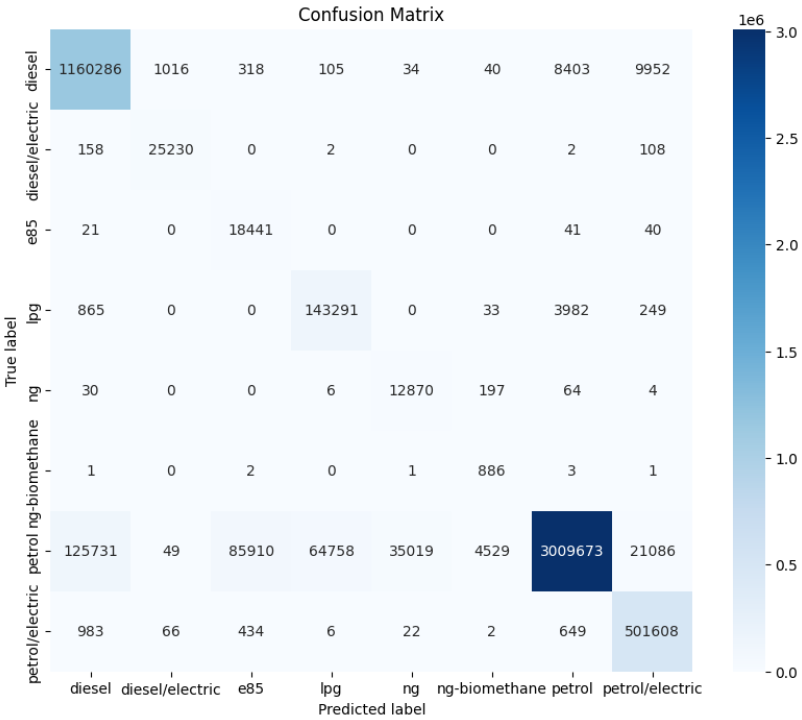 Confusion Matrix
1e6
diesel 1160286 1016 318 105 34 40 8403 9952
diesel/electric 158 25230 0 2 0 0 2 108
e85 21 0 18441 0 0 0 41 40
lpg 865 0 0 143291 0 33 3982 249
ng 30 0 0 6 12870 197 64 4
ng-biomethane 1 0 2 0 1 886 3 1
petrol 125731 49 85910 64758 35019 4529 3009673 21086
petrol/electric 983 66 434 6 22 2 649 501608
diesel diesel/electric e85 lpg ng ng-biomethane petrol petrol/electric
Predicted label
True label
3.0
2.5
2.0
1.5
1.0
0.5
0.0